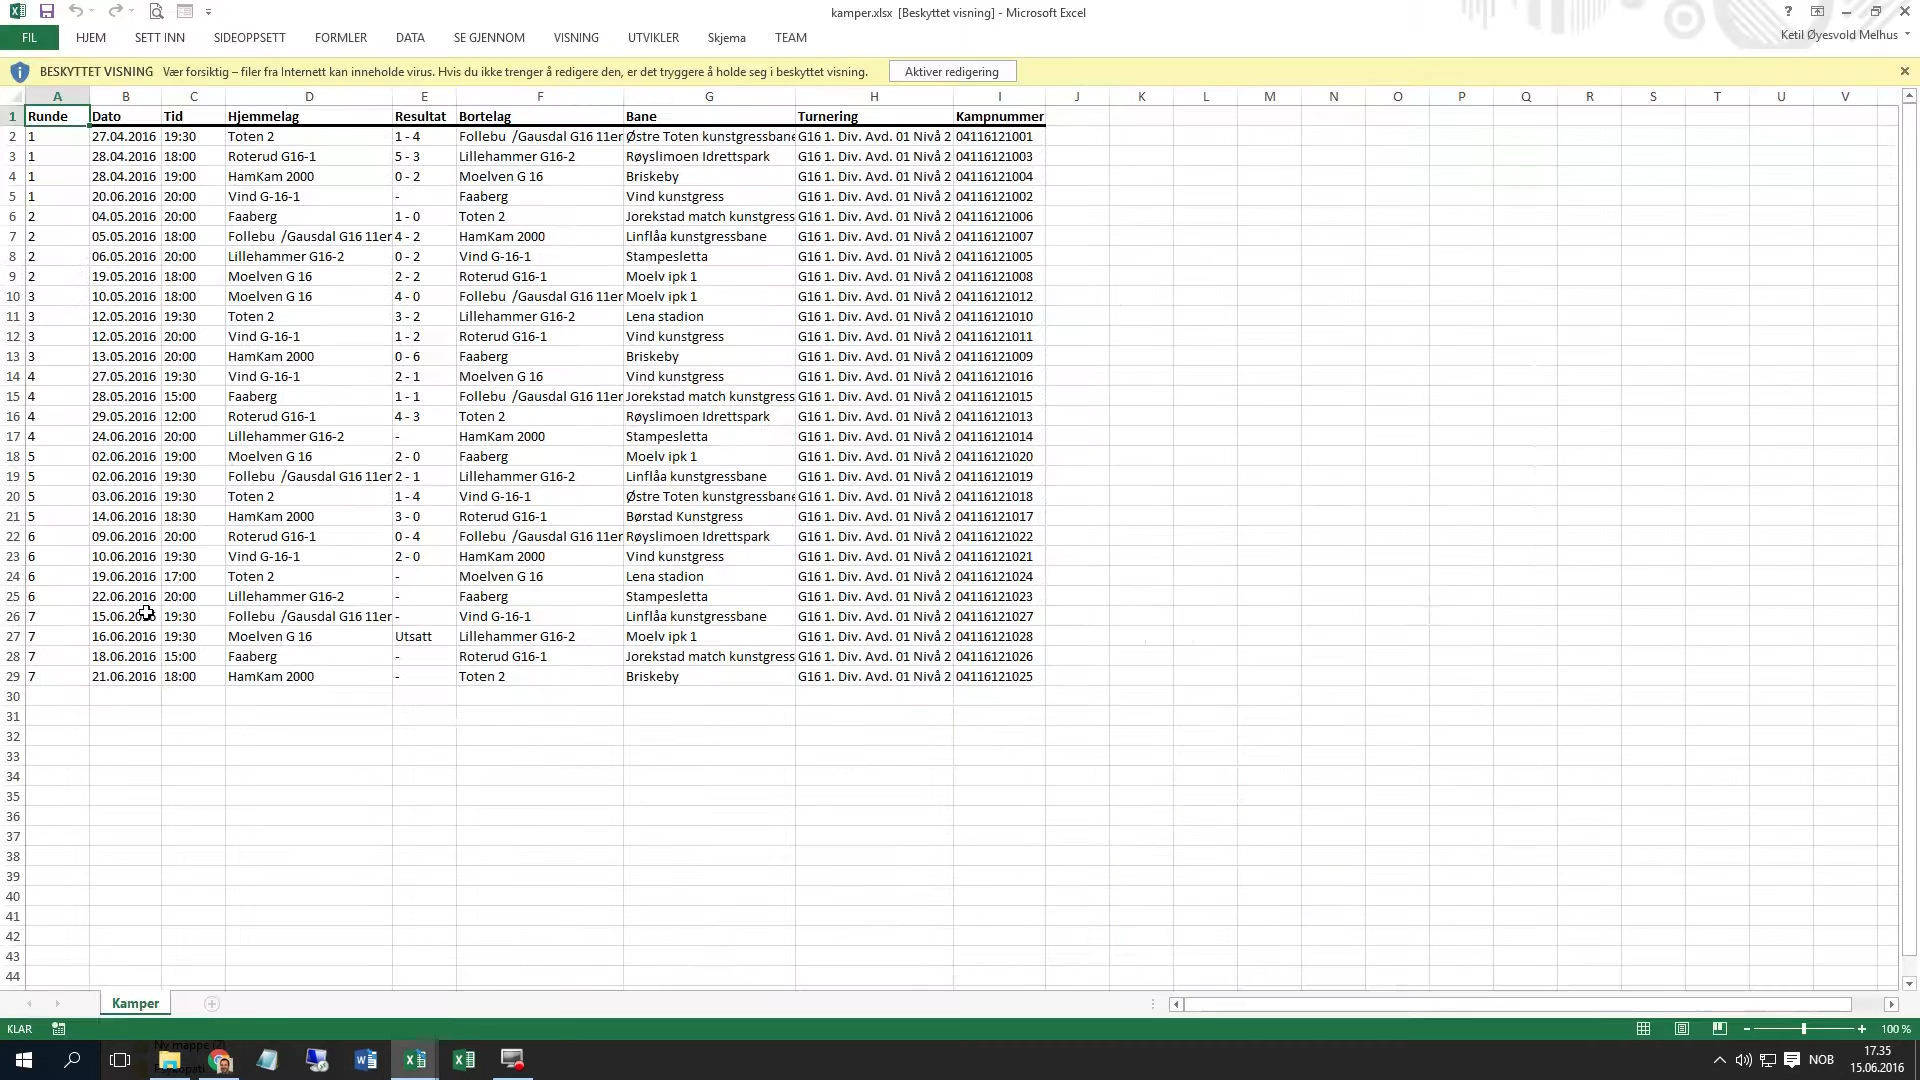 kamper.xlsx [Beskyttet visning] - Microsoft Excel
FIL HJEM SETT INN SIDEOPPSETT FORMLER DATA SE GJENNOM VISNING UTVIKLER Skjema TEAM Ketil Øyesvold Melhus
BESKYTTET VISNING Vær forsiktig – filer fra Internett kan inneholde virus. Hvis du ikke trenger å redigere den, er det tryggere å holde seg i beskyttet visning. Aktiver redigering
A B C D E F G H I J K L M N O P Q R S T U V
1 Runde Dato Tid Hjemmelag Resultat Bortelag Bane Turnering Kampnummer
2 1 27.04.2016 19:30 Toten 2 1 - 4 Follebu /Gausdal G16 11er Østre Toten kunstgressbane G16 1. Div. Avd. 01 Nivå 2 04116121001
3 1 28.04.2016 18:00 Roterud G16-1 5 - 3 Lillehammer G16-2 Røyslimoen Idrettspark G16 1. Div. Avd. 01 Nivå 2 04116121003
4 1 28.04.2016 19:00 HamKam 2000 0 - 2 Moelven G 16 Briskeby G16 1. Div. Avd. 01 Nivå 2 04116121004
5 1 20.06.2016 20:00 Vind G-16-1 - Faaberg Vind kunstgress G16 1. Div. Avd. 01 Nivå 2 04116121002
6 2 04.05.2016 20:00 Faaberg 1 - 0 Toten 2 Jorekstad match kunstgress G16 1. Div. Avd. 01 Nivå 2 04116121006
7 2 05.05.2016 18:00 Follebu /Gausdal G16 11er 4 - 2 HamKam 2000 Linflåa kunstgressbane G16 1. Div. Avd. 01 Nivå 2 04116121007
8 2 06.05.2016 20:00 Lillehammer G16-2 0 - 2 Vind G-16-1 Stampesletta G16 1. Div. Avd. 01 Nivå 2 04116121005
9 2 19.05.2016 18:00 Moelven G 16 2 - 2 Roterud G16-1 Moelv ipk 1 G16 1. Div. Avd. 01 Nivå 2 04116121008
10 3 10.05.2016 18:00 Moelven G 16 4 - 0 Follebu /Gausdal G16 11er Moelv ipk 1 G16 1. Div. Avd. 01 Nivå 2 04116121012
11 3 12.05.2016 19:30 Toten 2 3 - 2 Lillehammer G16-2 Lena stadion G16 1. Div. Avd. 01 Nivå 2 04116121010
12 3 12.05.2016 20:00 Vind G-16-1 1 - 2 Roterud G16-1 Vind kunstgress G16 1. Div. Avd. 01 Nivå 2 04116121011
13 3 13.05.2016 20:00 HamKam 2000 0 - 6 Faaberg Briskeby G16 1. Div. Avd. 01 Nivå 2 04116121009
14 4 27.05.2016 19:30 Vind G-16-1 2 - 1 Moelven G 16 Vind kunstgress G16 1. Div. Avd. 01 Nivå 2 04116121016
15 4 28.05.2016 15:00 Faaberg 1 - 1 Follebu /Gausdal G16 11er Jorekstad match kunstgress G16 1. Div. Avd. 01 Nivå 2 04116121015
16 4 29.05.2016 12:00 Roterud G16-1 4 - 3 Toten 2 Røyslimoen Idrettspark G16 1. Div. Avd. 01 Nivå 2 04116121013
17 4 24.06.2016 20:00 Lillehammer G16-2 - HamKam 2000 Stampesletta G16 1. Div. Avd. 01 Nivå 2 04116121014
18 5 02.06.2016 19:00 Moelven G 16 2 - 0 Faaberg Moelv ipk 1 G16 1. Div. Avd. 01 Nivå 2 04116121020
19 5 02.06.2016 19:30 Follebu /Gausdal G16 11er 2 - 1 Lillehammer G16-2 Linflåa kunstgressbane G16 1. Div. Avd. 01 Nivå 2 04116121019
20 5 03.06.2016 19:30 Toten 2 1 - 4 Vind G-16-1 Østre Toten kunstgressbane G16 1. Div. Avd. 01 Nivå 2 04116121018
21 5 14.06.2016 18:30 HamKam 2000 3 - 0 Roterud G16-1 Børstad Kunstgress G16 1. Div. Avd. 01 Nivå 2 04116121017
22 6 09.06.2016 20:00 Roterud G16-1 0 - 4 Follebu /Gausdal G16 11er Røyslimoen Idrettspark G16 1. Div. Avd. 01 Nivå 2 04116121022
23 6 10.06.2016 19:30 Vind G-16-1 2 - 0 HamKam 2000 Vind kunstgress G16 1. Div. Avd. 01 Nivå 2 04116121021
24 6 19.06.2016 17:00 Toten 2 - Moelven G 16 Lena stadion G16 1. Div. Avd. 01 Nivå 2 04116121024
25 6 22.06.2016 20:00 Lillehammer G16-2 - Faaberg Stampesletta G16 1. Div. Avd. 01 Nivå 2 04116121023
26 7 15.06.2016 19:30 Follebu /Gausdal G16 11er - Vind G-16-1 Linflåa kunstgressbane G16 1. Div. Avd. 01 Nivå 2 04116121027
27 7 16.06.2016 19:30 Moelven G 16 Utsatt Lillehammer G16-2 Moelv ipk 1 G16 1. Div. Avd. 01 Nivå 2 04116121028
28 7 18.06.2016 15:00 Faaberg - Roterud G16-1 Jorekstad match kunstgress G16 1. Div. Avd. 01 Nivå 2 04116121026
29 7 21.06.2016 18:00 HamKam 2000 - Toten 2 Briskeby G16 1. Div. Avd. 01 Nivå 2 04116121025
30
31
32
33
34
35
36
37
38
39
40
41
42
43
44
Kamper
KLAR 100 %
Ny mappe (2)
NOB 17.35
15.06.2016